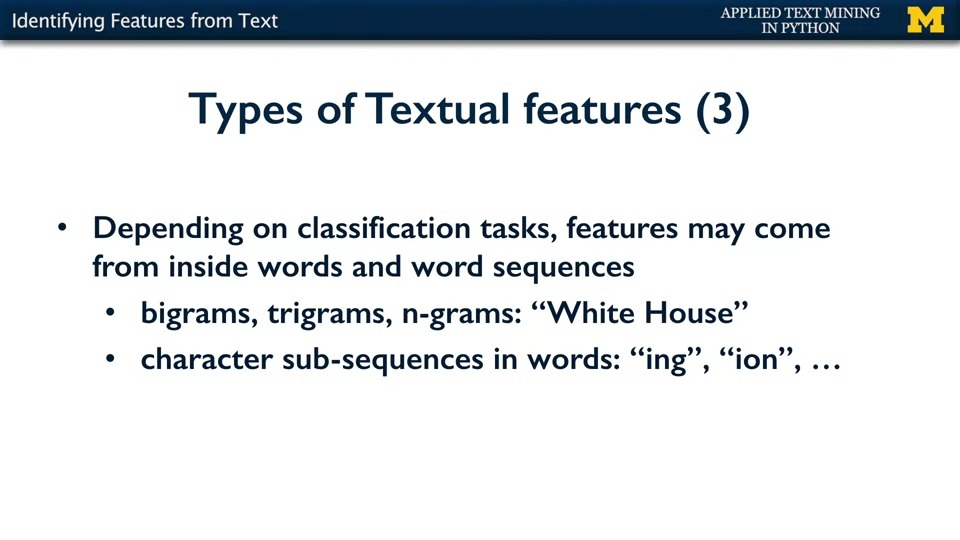 Identifying Features from Text
APPLIED TEXT MINING
IN PYTHON
M
Types of Textual features (3)
• Depending on classification tasks, features may come
from inside words and word sequences
• bigrams, trigrams, n-grams: “White House”
• character sub-sequences in words: “ing”, “ion”, …